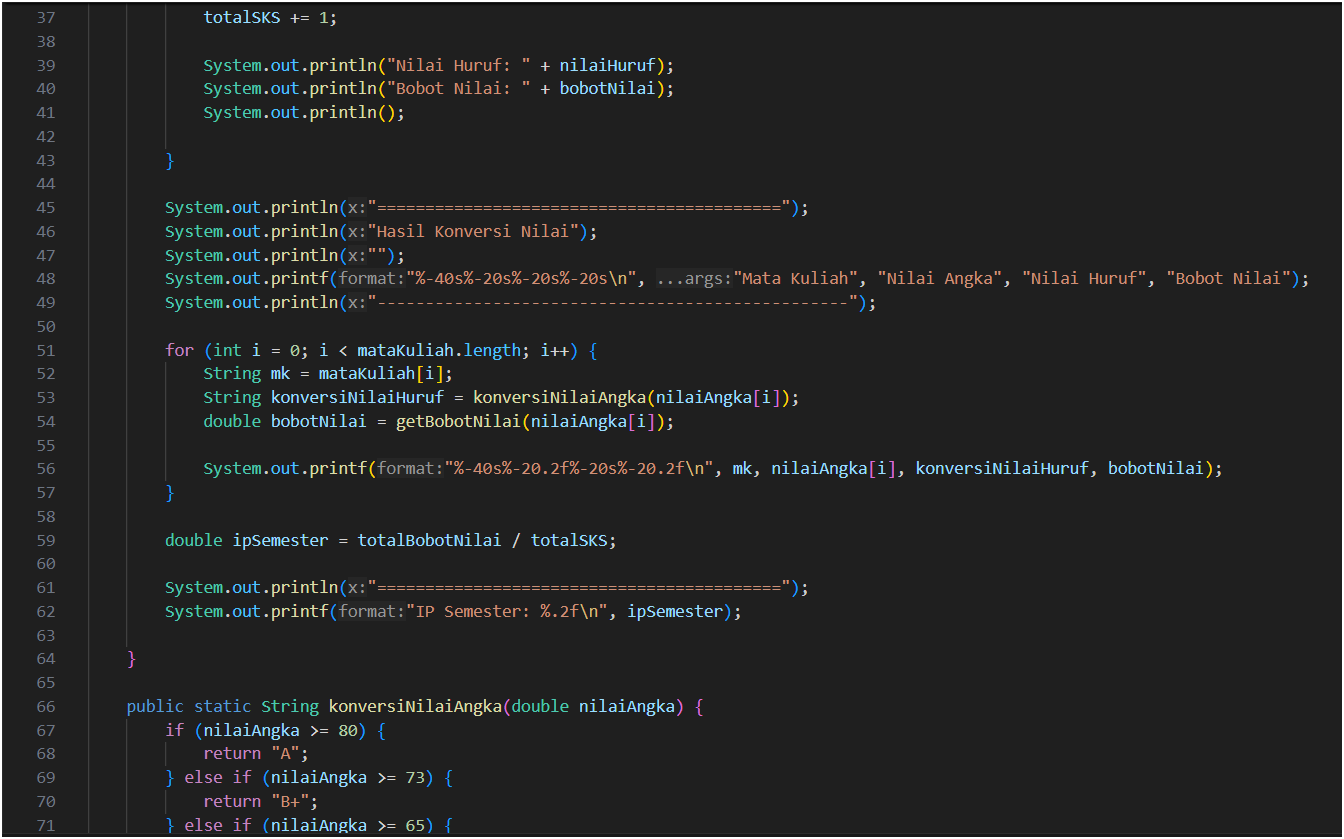 37 totalSKS += 1;
38
39 System.out.println("Nilai Huruf: " + nilaiHuruf);
40 System.out.println("Bobot Nilai: " + bobotNilai);
41 System.out.println();
42
43 }
44
45 System.out.println(x:"==========================================");
46 System.out.println(x:"Hasil Konversi Nilai");
47 System.out.println(x:"");
48 System.out.printf(format:"%-40s%-20s%-20s%-20s\n", ...args:"Mata Kuliah", "Nilai Angka", "Nilai Huruf", "Bobot Nilai");
49 System.out.println(x:"-------------------------------------------------");
50
51 for (int i = 0; i < mataKuliah.length; i++) {
52 String mk = mataKuliah[i];
53 String konversiNilaiHuruf = konversiNilaiAngka(nilaiAngka[i]);
54 double bobotNilai = getBobotNilai(nilaiAngka[i]);
55
56 System.out.printf(format:"%-40s%-20.2f%-20s%-20.2f\n", mk, nilaiAngka[i], konversiNilaiHuruf, bobotNilai);
57 }
58
59 double ipSemester = totalBobotNilai / totalSKS;
60
61 System.out.println(x:"==========================================");
62 System.out.printf(format:"IP Semester: %.2f\n", ipSemester);
63
64 }
65
66 public static String konversiNilaiAngka(double nilaiAngka) {
67 if (nilaiAngka >= 80) {
68 return "A";
69 } else if (nilaiAngka >= 73) {
70 return "B+";
71 } else if (nilaiAngka >= 65) {